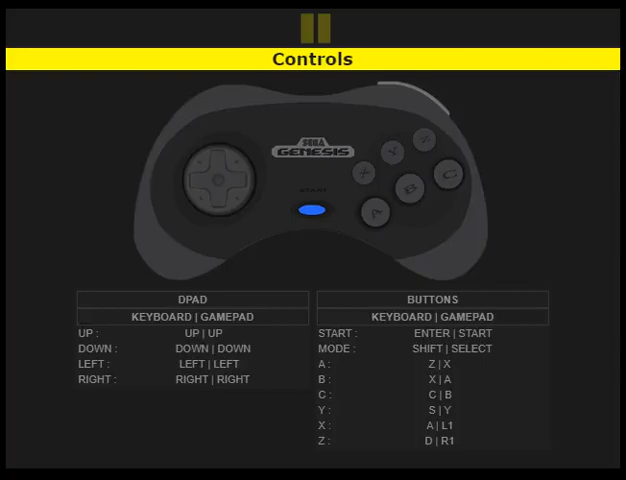 Controls
SEGA
GENESIS
START
X
Y
Z
A
B
C
DPAD
KEYBOARD | GAMEPAD
UP : UP | UP
DOWN : DOWN | DOWN
LEFT : LEFT | LEFT
RIGHT : RIGHT | RIGHT
BUTTONS
KEYBOARD | GAMEPAD
START : ENTER | START
MODE : SHIFT | SELECT
A : Z | X
B : X | A
C : C | B
Y : S | Y
X : A | L1
Z : D | R1